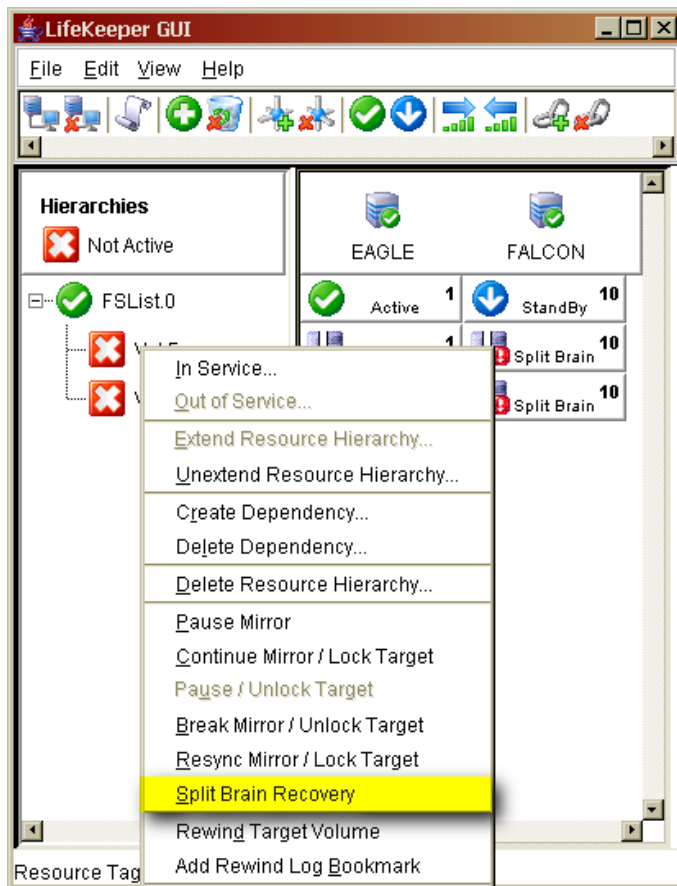 LifeKeeper GUI
File Edit View Help
Hierarchies
Not Active
EAGLE
FALCON
FSList.0
Active 1
StandBy 10
1
Split Brain 10
Split Brain 10
In Service...
Out of Service...
Extend Resource Hierarchy...
Unextend Resource Hierarchy...
Create Dependency...
Delete Dependency...
Delete Resource Hierarchy...
Pause Mirror
Continue Mirror / Lock Target
Pause / Unlock Target
Break Mirror / Unlock Target
Resync Mirror / Lock Target
Split Brain Recovery
Rewind Target Volume
Add Rewind Log Bookmark
Resource Tag